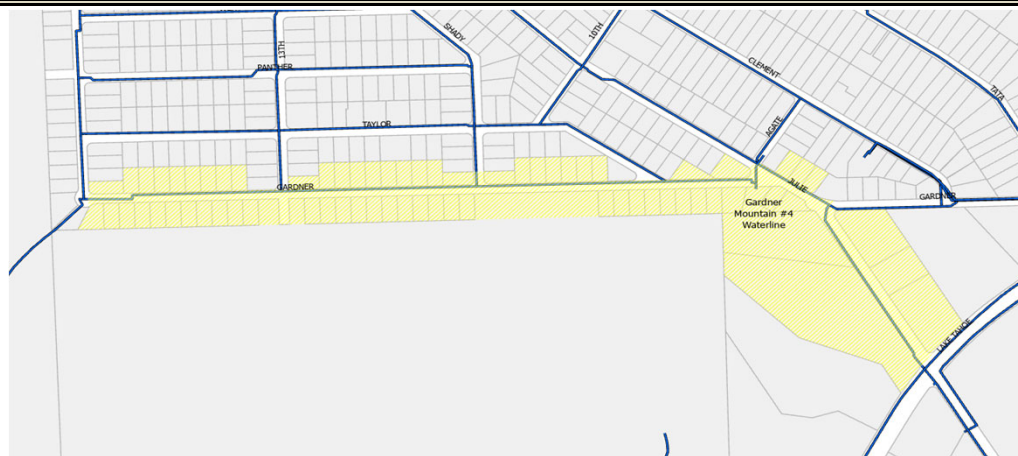 SHADY
10TH
13TH
PANTHER
CLEMENT
TATA
TAYLOR
AGATE
GARDNER
JULIE
GARDNER
Gardner
Mountain #4
Waterline
LAKE TAHOE